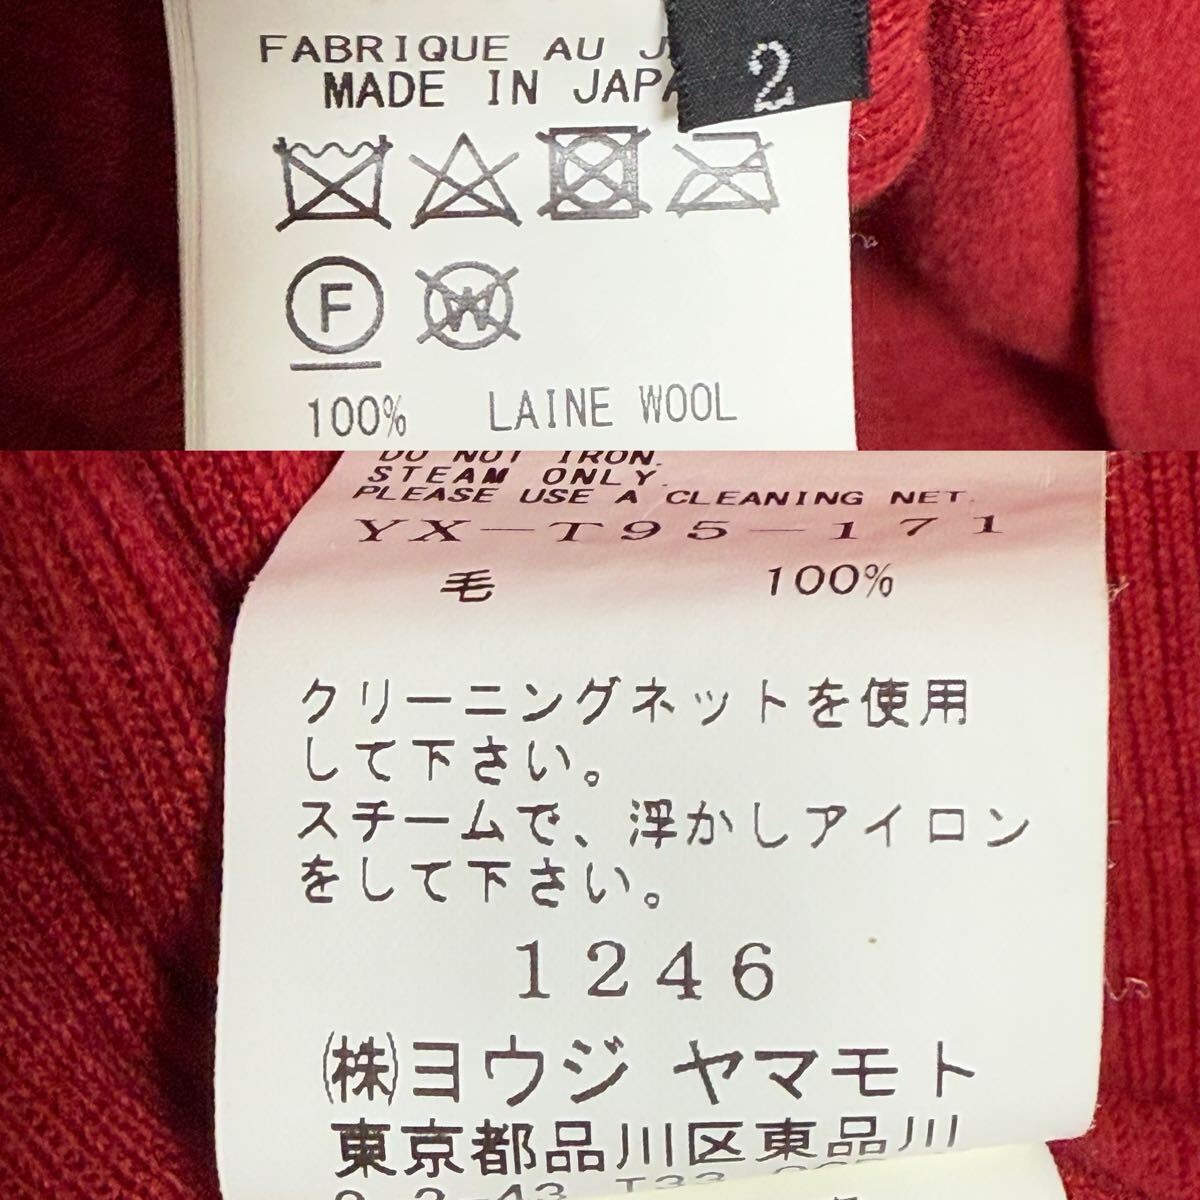 FABRIQUE AU
MADE IN
2
F
W
100% LAINE WOOL
DO NOT IRON.
STEAM ONLY.
PLEASE USE A CLEANING NET.
YX-T95-171
毛 100%
クリーニングネットを使用
して下さい。
スチームで、浮かしアイロン
をして下さい。
1246
(株)ヨウジ ヤマモト
東京都品川区東品川